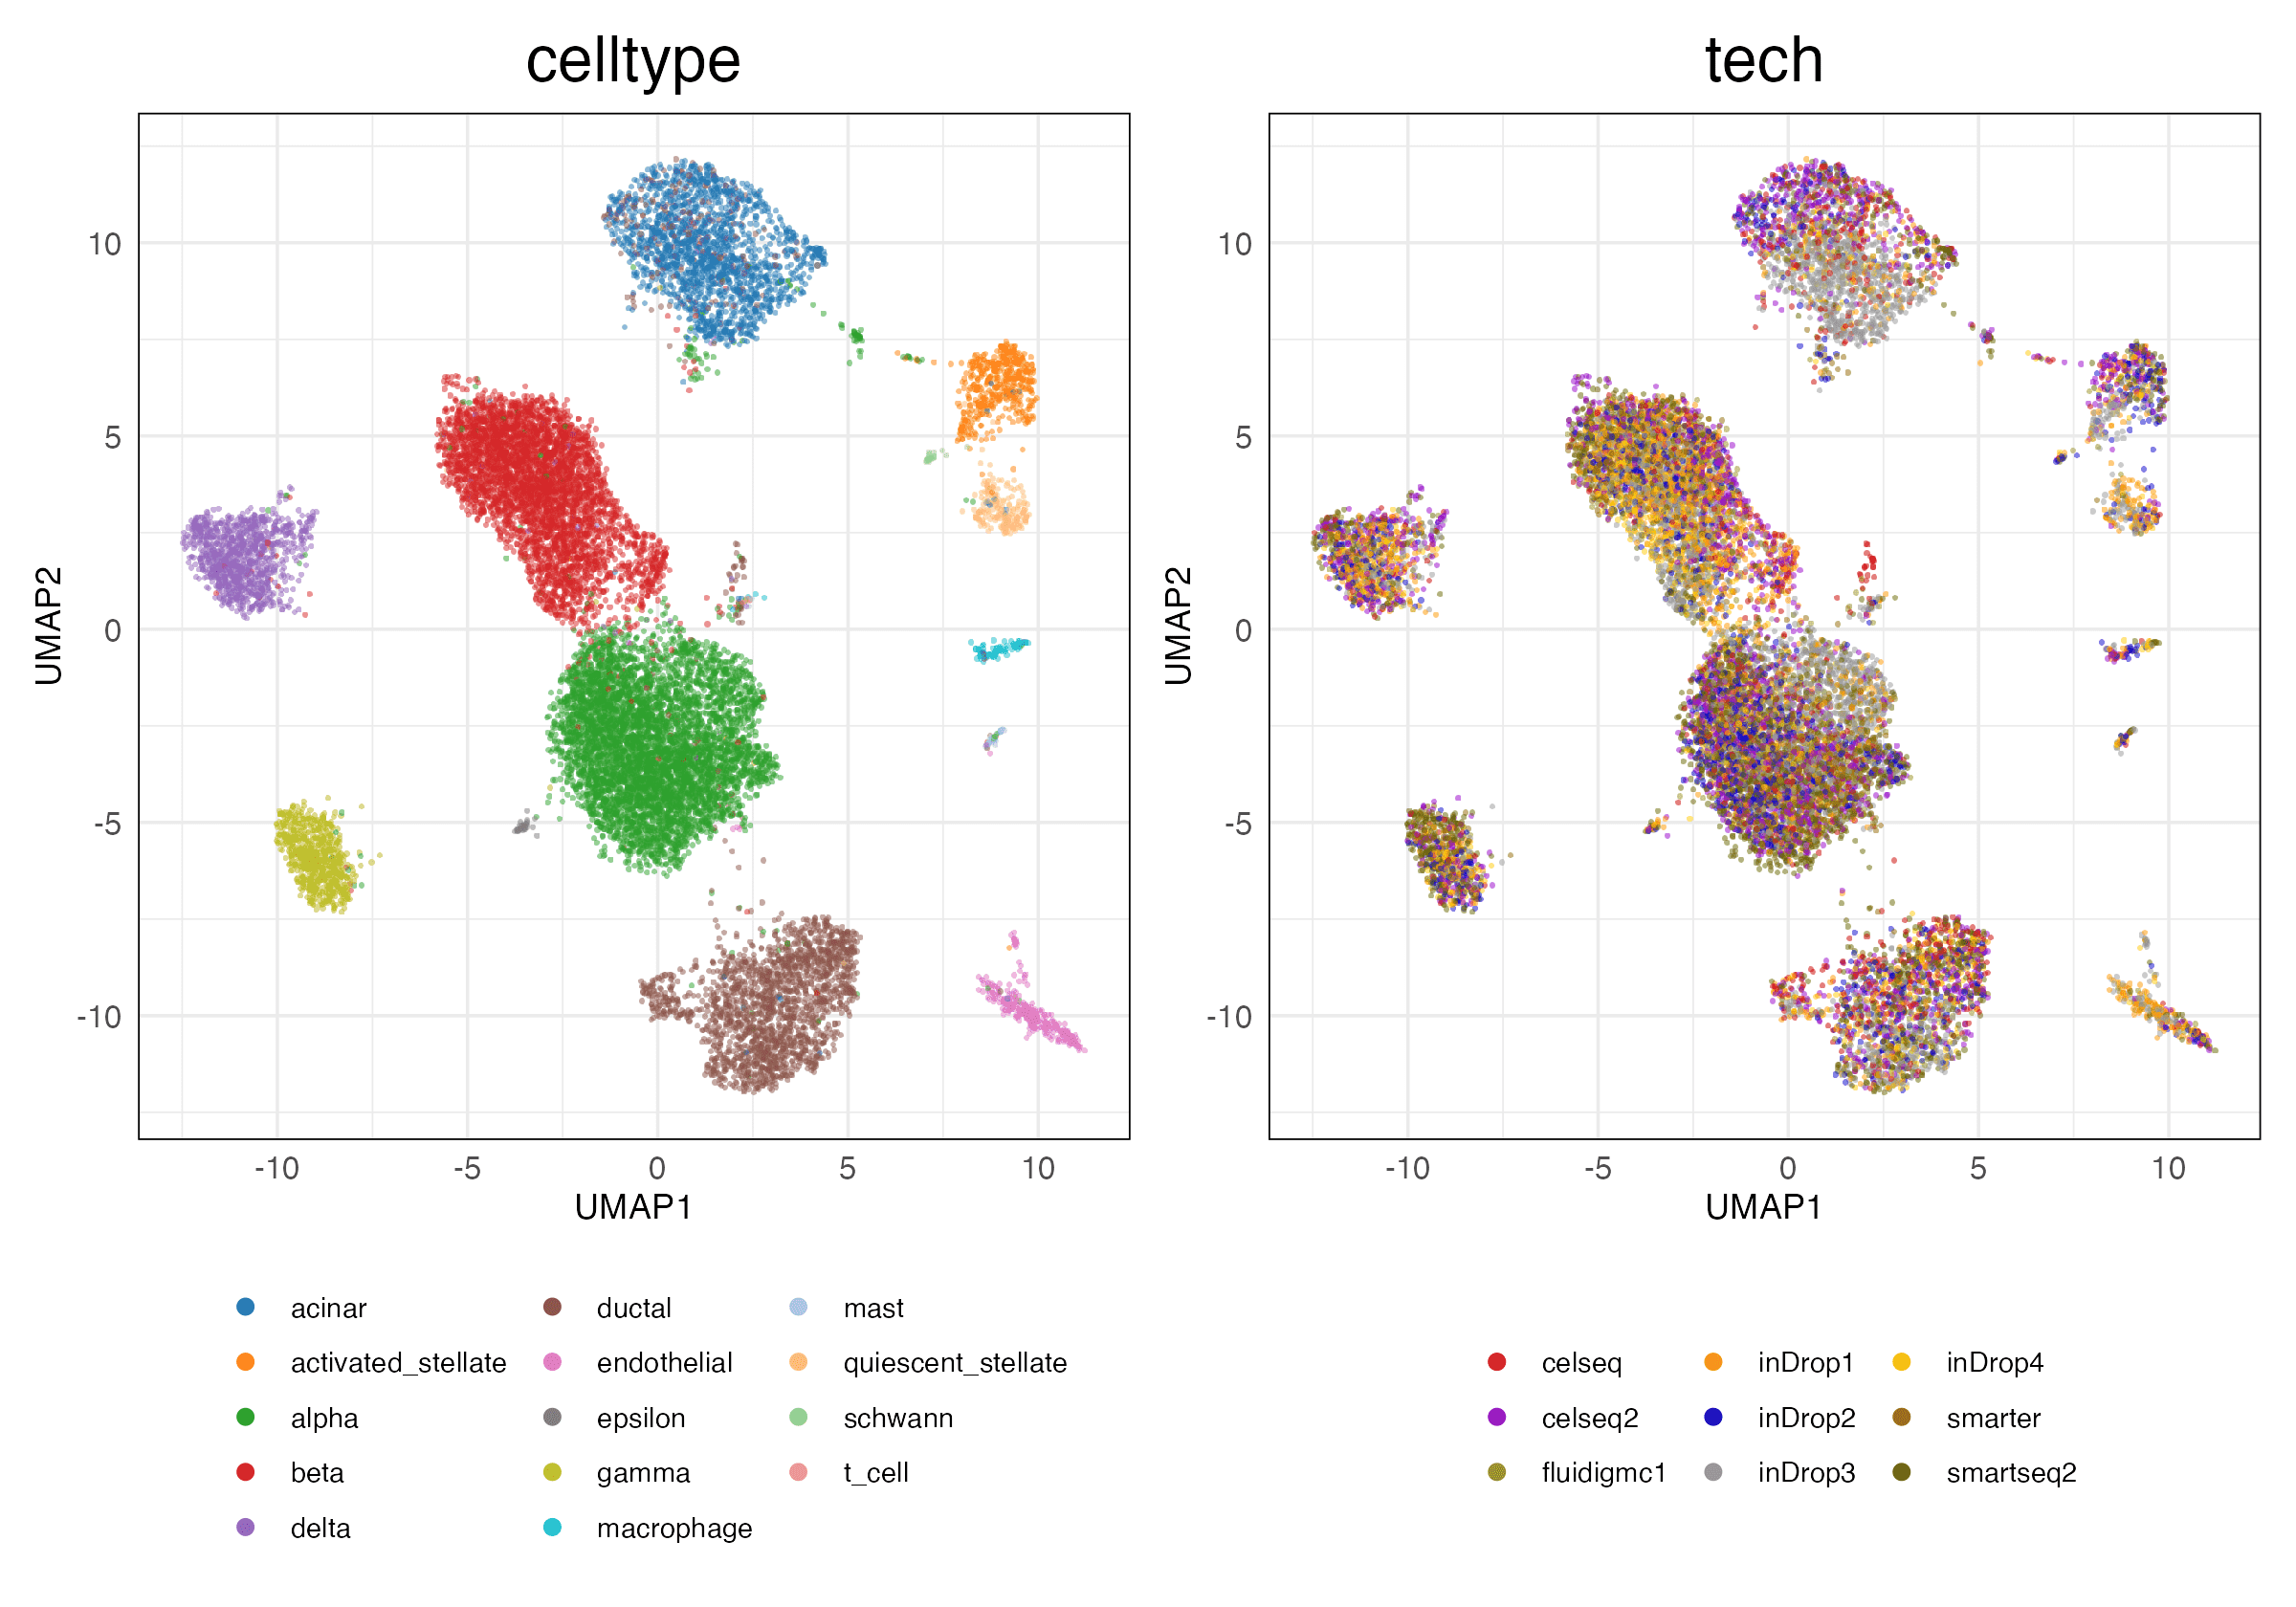 celltype
tech
10
5
0
-5
-10
UMAP2
-10 -5 0 5 10
UMAP1
10
5
0
-5
-10
UMAP2
-10 -5 0 5 10
UMAP1
acinar ductal mast
activated_stellate endothelial quiescent_stellate
alpha epsilon schwann
beta gamma t_cell
delta macrophage
celseq inDrop1 inDrop4
celseq2 inDrop2 smarter
fluidigmc1 inDrop3 smartseq2